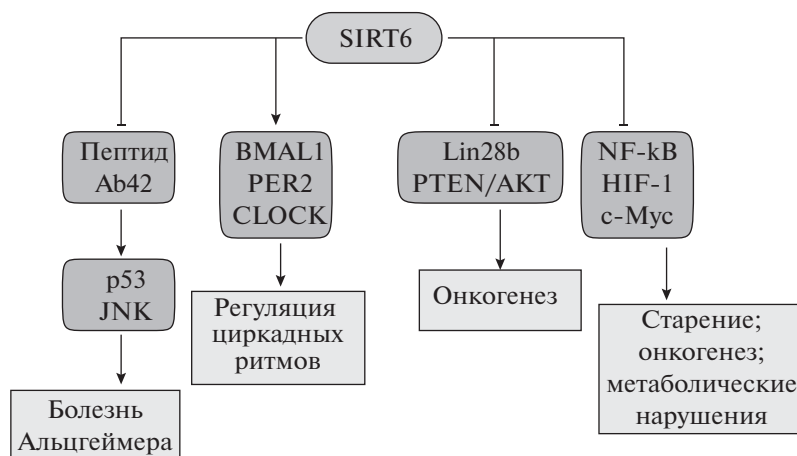 SIRT6
Пептид
Ab42
BMAL1
PER2
CLOCK
Lin28b
PTEN/AKT
NF-kB
HIF-1
c-Myc
p53
JNK
Регуляция
циркадных
ритмов
Онкогенез
Старение;
онкогенез;
метаболические
нарушения
Болезнь
Альцгеймера